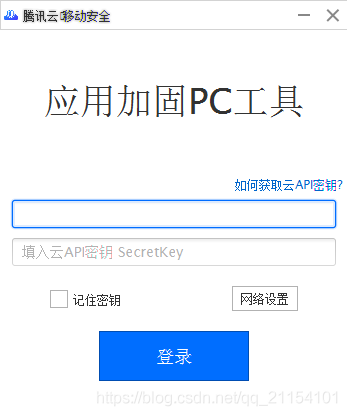 腾讯云移动安全
应用加固PC工具
如何获取云API密钥?
填入云API密钥 SecretKey
记住密钥
网络设置
登录
https://blog.csdn.net/qq_21154101